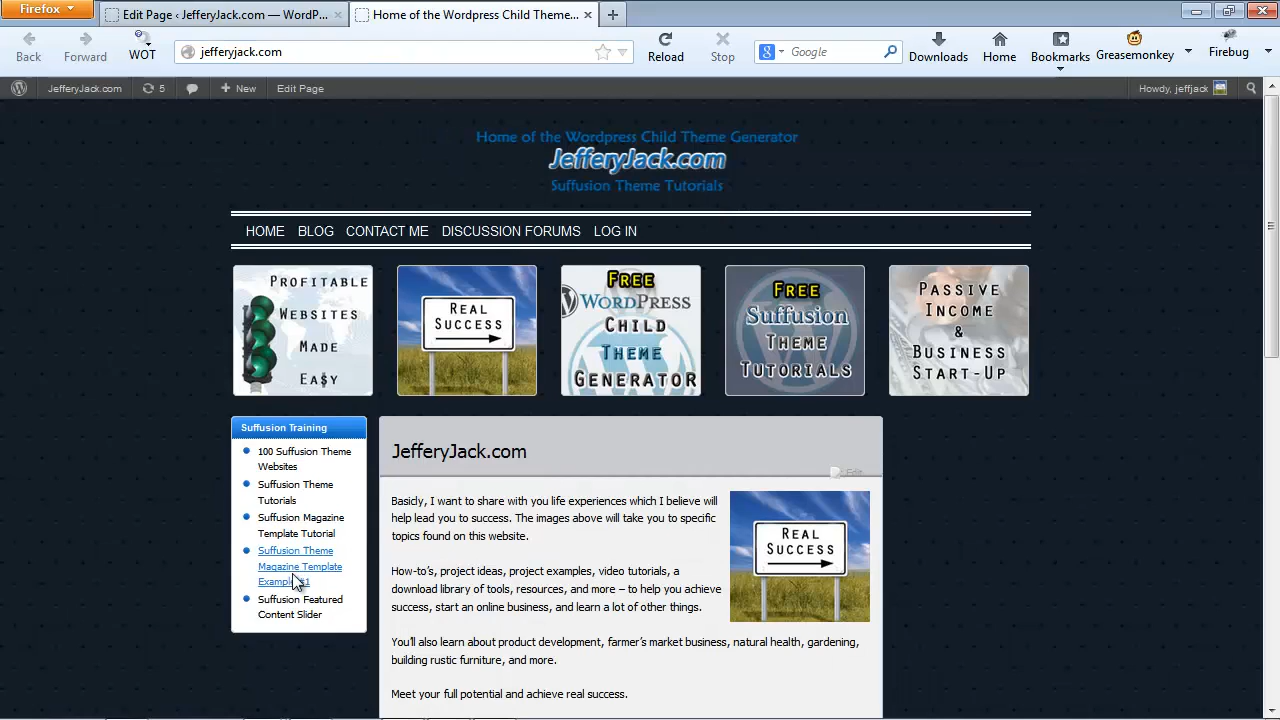 Firefox
Edit Page ‹ JefferyJack.com — WordP...
Home of the Wordpress Child Theme...
Back
Forward
WOT
jefferyjack.com
Reload
Stop
Google
Downloads
Home
Bookmarks
Greasemonkey
Firebug
JefferyJack.com
5
New
Edit Page
Howdy, jeffjack
Home of the Wordpress Child Theme Generator
JefferyJack.com
Suffusion Theme Tutorials
HOME
BLOG
CONTACT ME
DISCUSSION FORUMS
LOG IN
PROFITABLE
WEBSITES
MADE
EA$Y
REAL
SUCCESS
FREE
WORDPRESS
CHILD
THEME
GENERATOR
FREE
Suffusion
THEME
TUTORIALS
PASSIVE
INCOME
&
BUSINESS
START-UP
Suffusion Training
100 Suffusion Theme
Websites
Suffusion Theme
Tutorials
Suffusion Magazine
Template Tutorial
Suffusion Theme
Magazine Template
Suffusion Featured
Content Slider
JefferyJack.com
Edit
Basicly, I want to share with you life experiences which I believe will
help lead you to success. The images above will take you to specific
topics found on this website.
How-to's, project ideas, project examples, video tutorials, a
download library of tools, resources, and more – to help you achieve
success, start an online business, and learn a lot of other things.
REAL
SUCCESS
You'll also learn about product development, farmer's market business, natural health, gardening,
building rustic furniture, and more.
Meet your full potential and achieve real success.